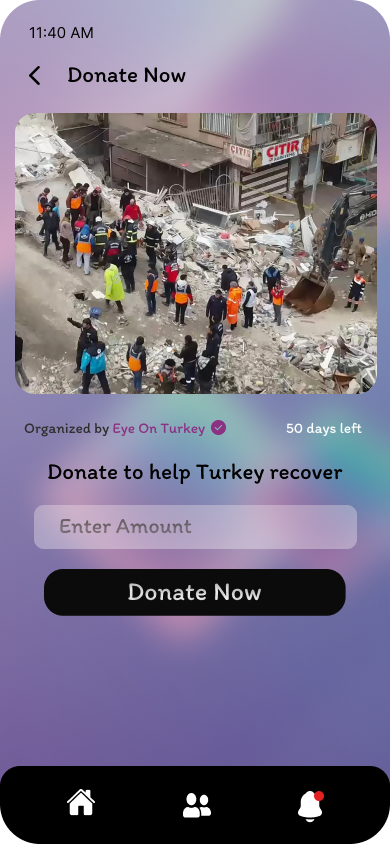 11:40 AM
Donate Now
ÇITIR
ÇITIR
Organized by Eye On Turkey
50 days left
Donate to help Turkey recover
Enter Amount
Donate Now